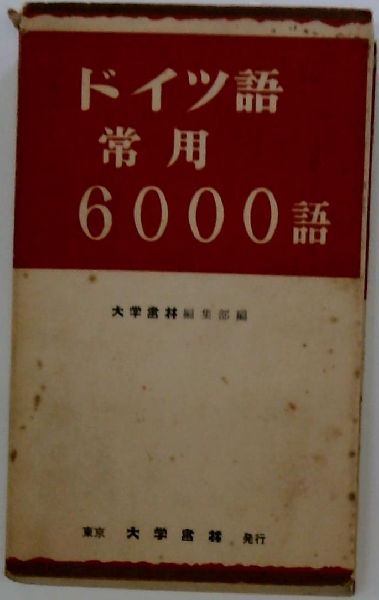 ドイツ語
常用
6000語
大学書林編集部編
東京 大学書林 発行